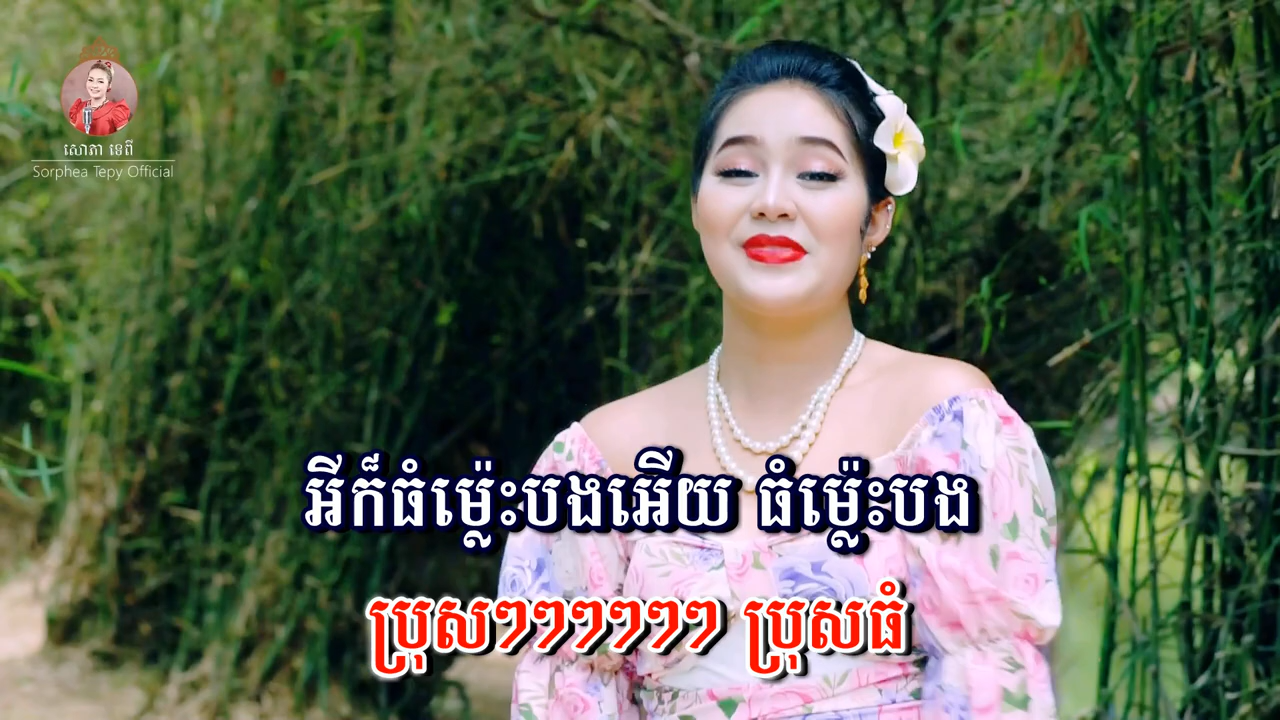 សោភា ទេពី
Sorphea Tepy Official
អីក៏ធំម៉្លេះបងអើយ ធំម៉្លេះបង
ប្រុសៗៗៗៗៗៗ ប្រុសធំ